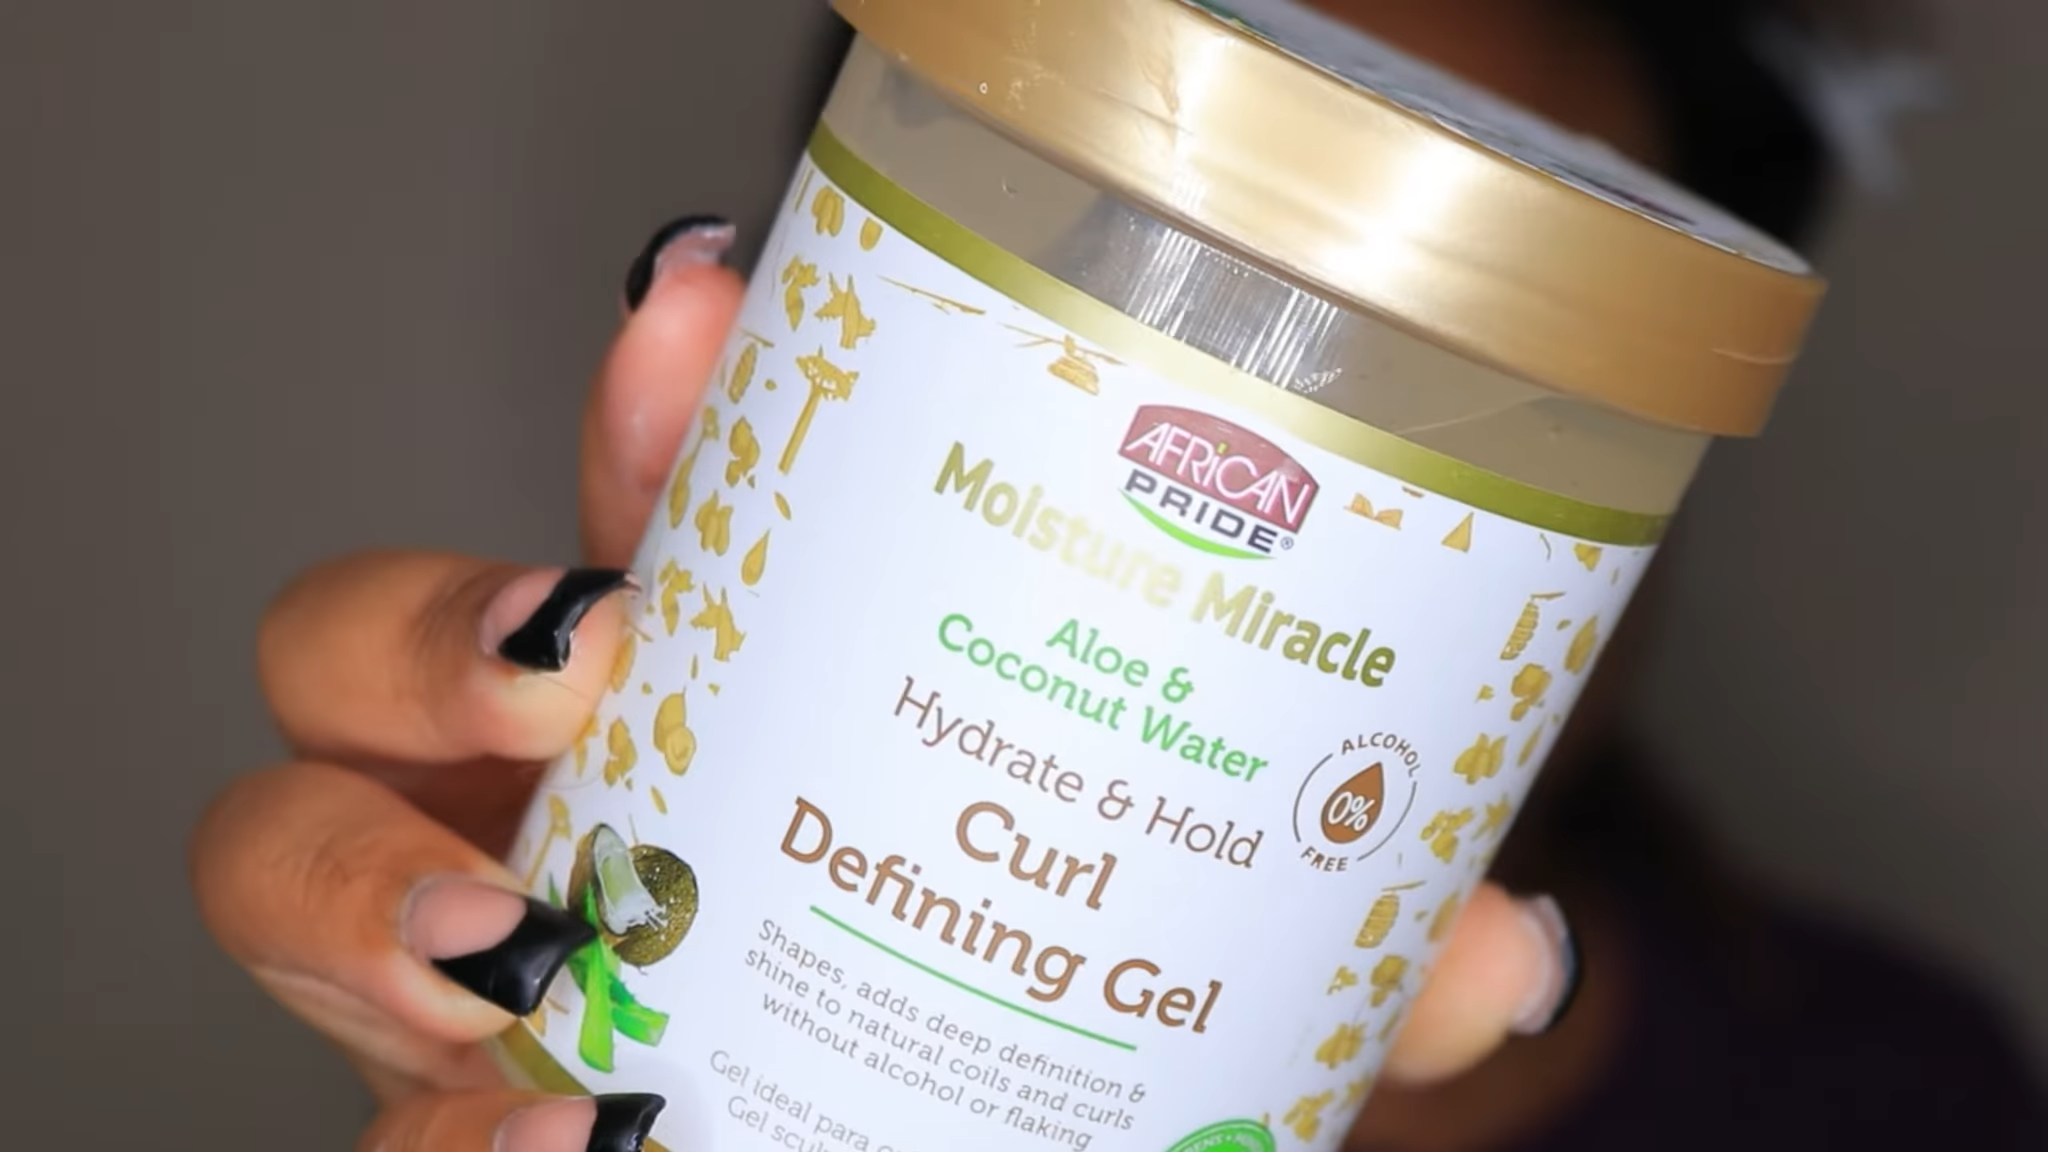 AFRICAN
PRIDE®
Moisture Miracle
Aloe &
Coconut Water
Hydrate & Hold
Curl
Defining Gel
ALCOHOL
0%
FREE
Shapes, adds deep definition &
shine to natural coils and curls
without alcohol or flaking
Gel ideal para
Gel